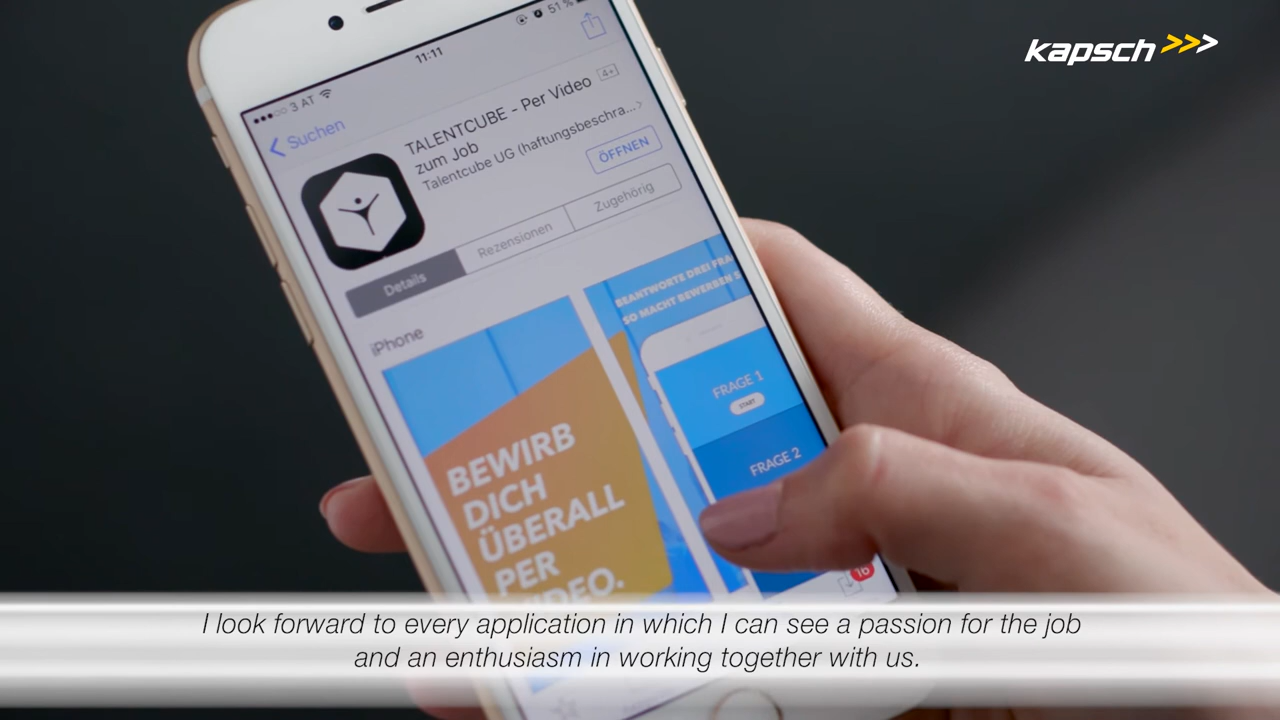 kapsch
3 AT
11:11
51 %
Suchen
TALENTCUBE - Per Video
zum Job
4+
Talentcube UG (haftungsbeschra...
ÖFFNEN
Details
Rezensionen
Zugehörig
iPhone
BEWIRB
DICH
ÜBERALL
PER
BEANTWORTE DREI
SO MACHT BEWERBEN
FRAGE 1
START
FRAGE 2
16
I look forward to every application in which I can see a passion for the job
and an enthusiasm in working together with us.